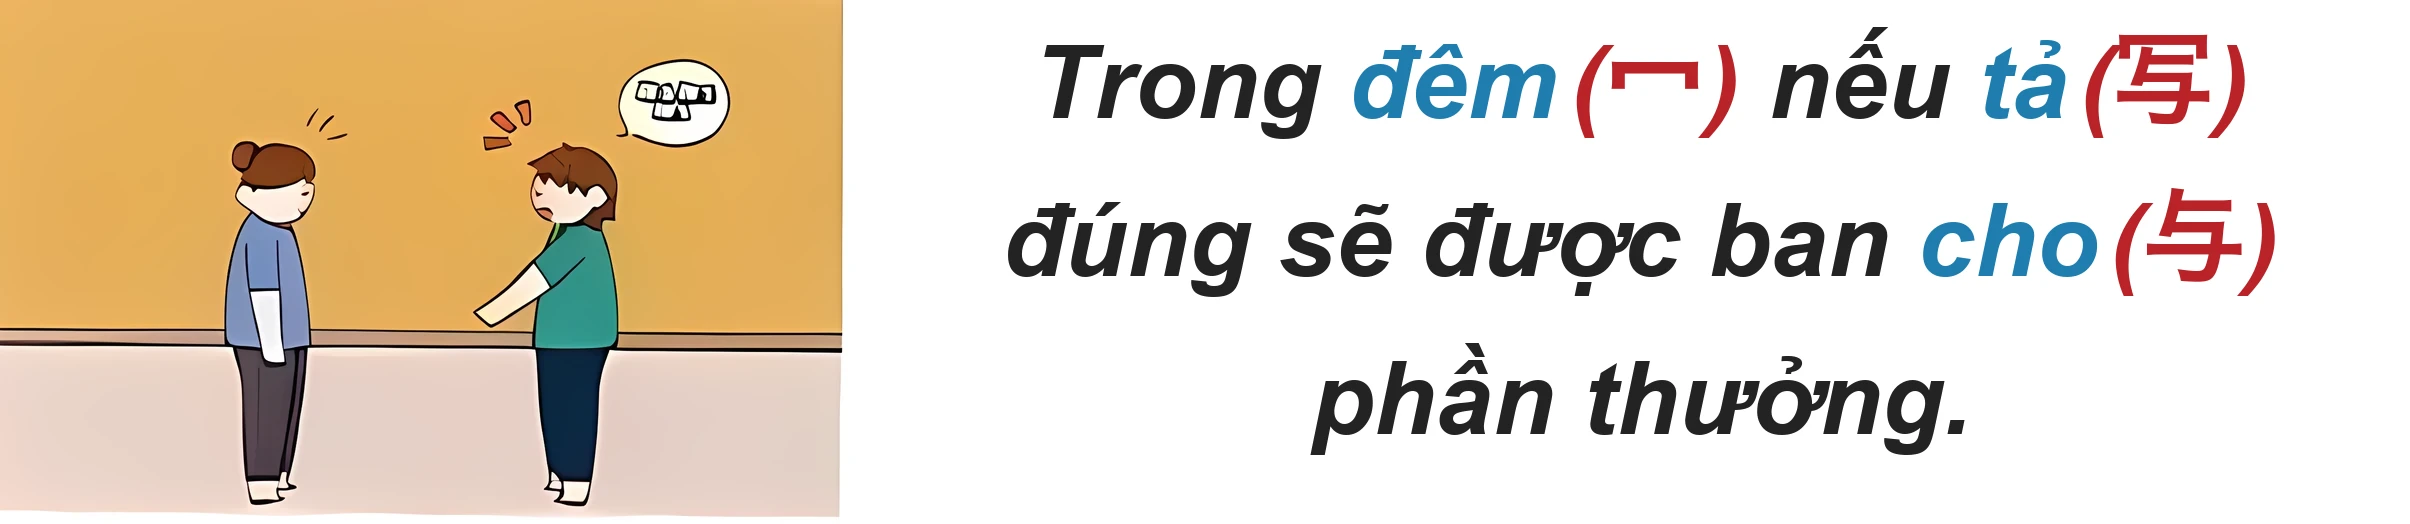 Trong đêm (冖) nếu tả (写)
đúng sẽ được ban cho (与)
phần thưởng.